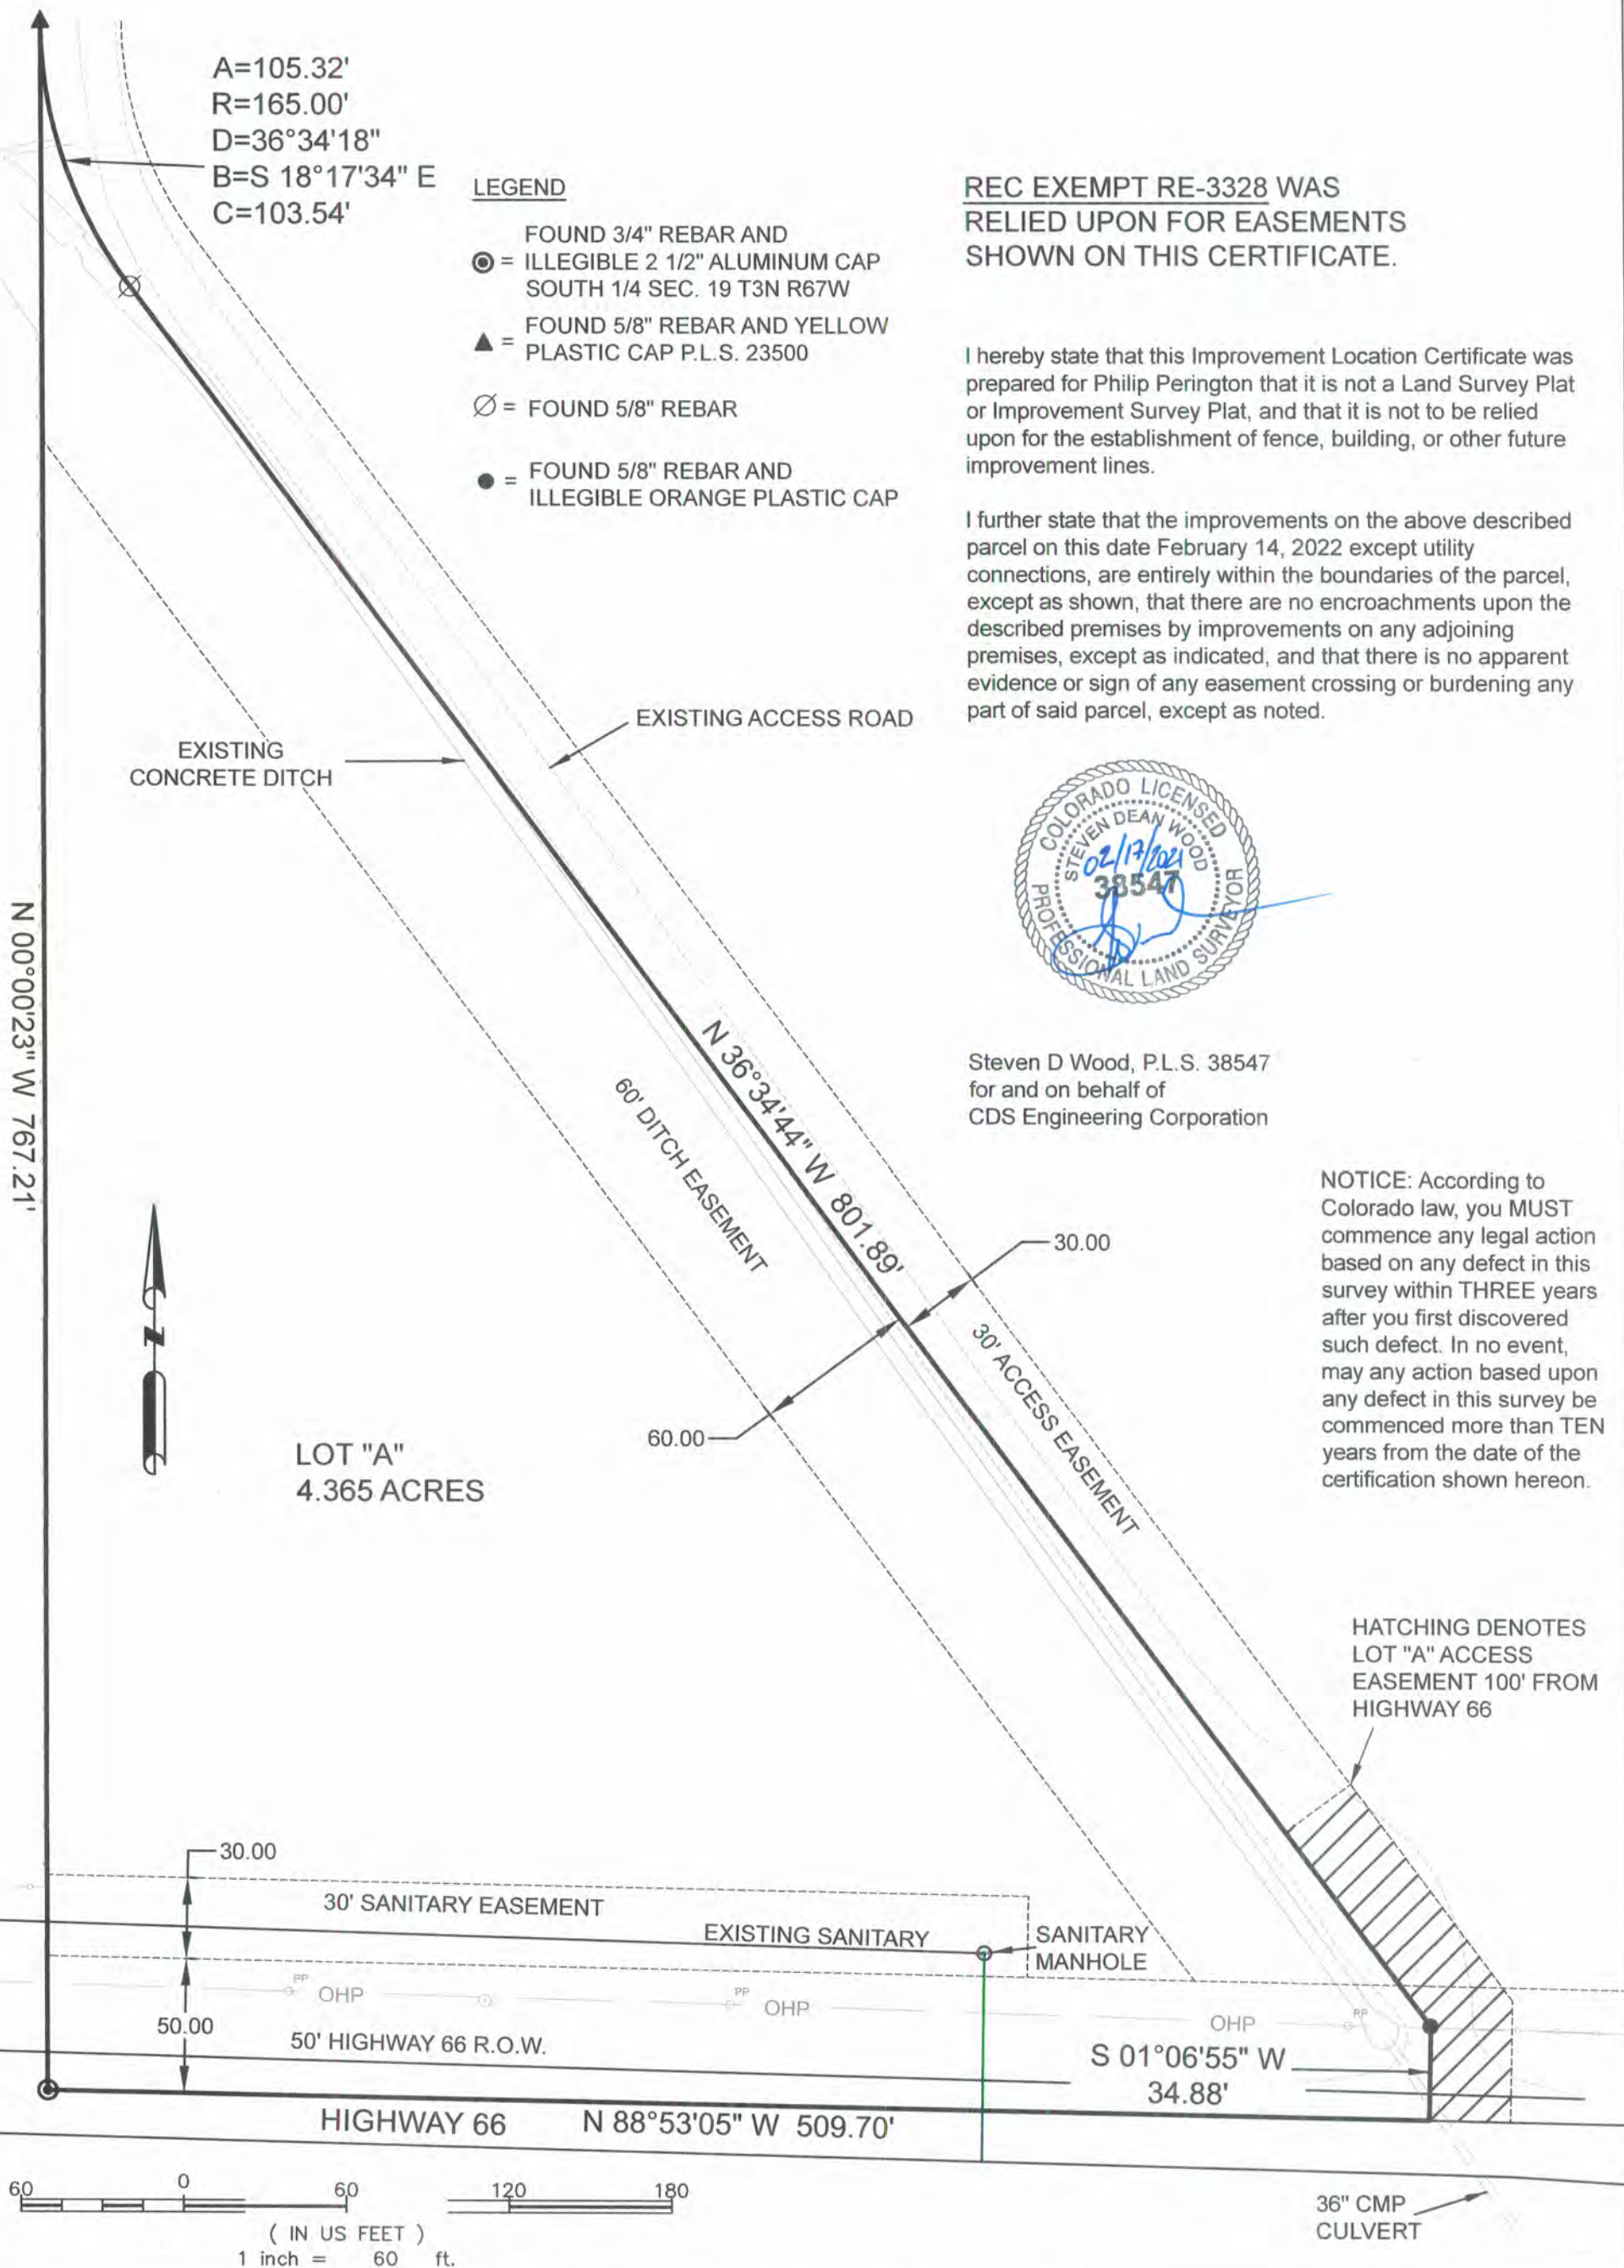 A=105.32'
R=165.00'
D=36°34'18"
B=S 18°17'34" E
C=103.54'
LEGEND
FOUND 3/4" REBAR AND
= ILLEGIBLE 2 1/2" ALUMINUM CAP
SOUTH 1/4 SEC. 19 T3N R67W
= FOUND 5/8" REBAR AND YELLOW
PLASTIC CAP P.L.S. 23500
= FOUND 5/8" REBAR
= FOUND 5/8" REBAR AND
ILLEGIBLE ORANGE PLASTIC CAP
REC EXEMPT RE-3328 WAS
RELIED UPON FOR EASEMENTS
SHOWN ON THIS CERTIFICATE.
I hereby state that this Improvement Location Certificate was
prepared for Philip Perington that it is not a Land Survey Plat
or Improvement Survey Plat, and that it is not to be relied
upon for the establishment of fence, building, or other future
improvement lines.
I further state that the improvements on the above described
parcel on this date February 14, 2022 except utility
connections, are entirely within the boundaries of the parcel,
except as shown, that there are no encroachments upon the
described premises by improvements on any adjoining
premises, except as indicated, and that there is no apparent
evidence or sign of any easement crossing or burdening any
part of said parcel, except as noted.
EXISTING ACCESS ROAD
EXISTING
CONCRETE DITCH
COLORADO LICENSED
STEVEN DEAN WOOD
02/17/2021
38547
PROFESSIONAL LAND SURVEYOR
Steven D Wood, P.L.S. 38547
for and on behalf of
CDS Engineering Corporation
N 00°00'23" W 767.21'
N 36°34'44" W 801.89'
60' DITCH EASEMENT
30.00
30' ACCESS EASEMENT
60.00
N
LOT "A"
4.365 ACRES
NOTICE: According to
Colorado law, you MUST
commence any legal action
based on any defect in this
survey within THREE years
after you first discovered
such defect. In no event,
may any action based upon
any defect in this survey be
commenced more than TEN
years from the date of the
certification shown hereon.
HATCHING DENOTES
LOT "A" ACCESS
EASEMENT 100' FROM
HIGHWAY 66
30.00
30' SANITARY EASEMENT
EXISTING SANITARY
SANITARY
MANHOLE
PP
OHP
PP
OHP
OHP
PP
50.00
50' HIGHWAY 66 R.O.W.
S 01°06'55" W
34.88'
HIGHWAY 66 N 88°53'05" W 509.70'
60 0 60 120 180
( IN US FEET )
1 inch = 60 ft.
36" CMP
CULVERT